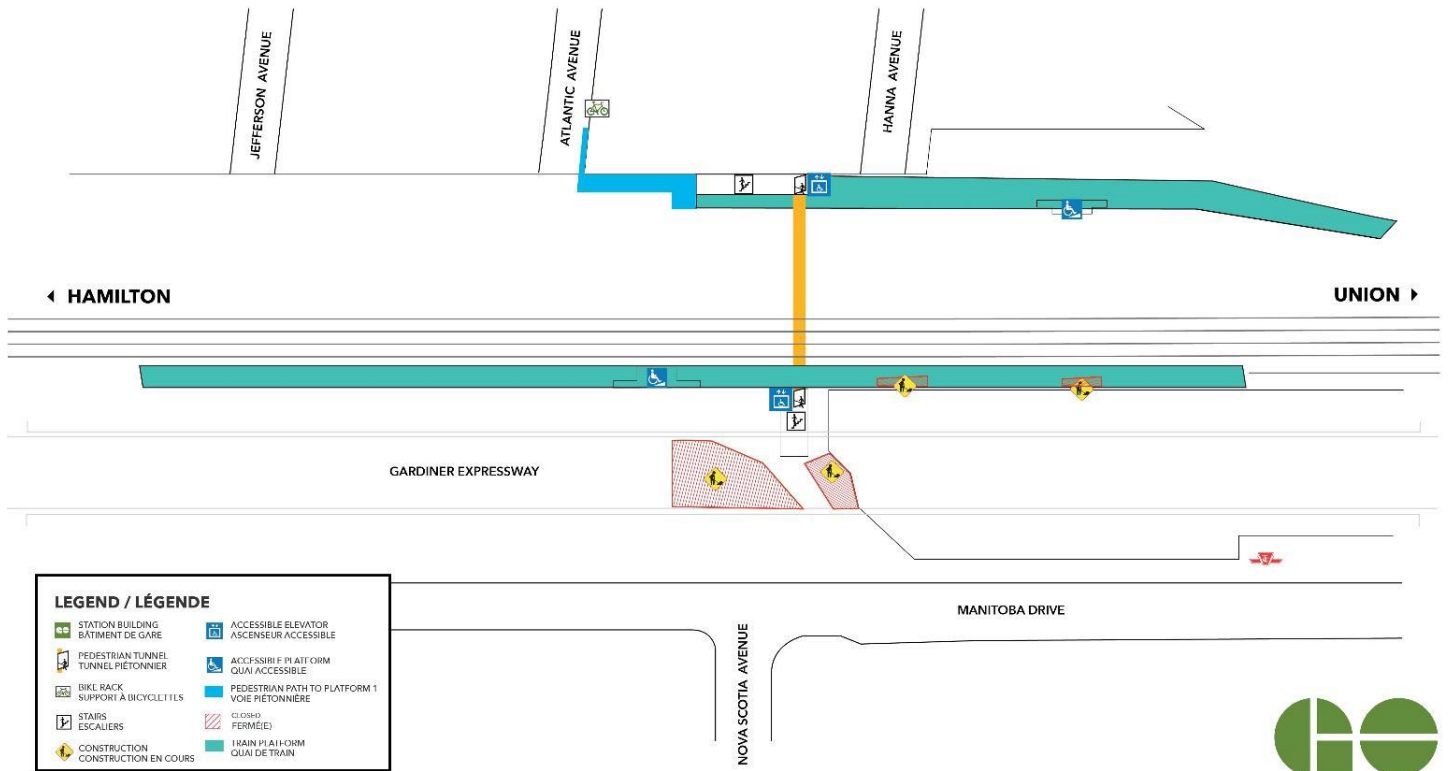 JEFFERSON AVENUE
ATLANTIC AVENUE
HANNA AVENUE
HAMILTON
UNION
GARDINER EXPRESSWAY
MANITOBA DRIVE
NOVA SCOTIA AVENUE
LEGEND / LÉGENDE
STATION BUILDING
BÂTIMENT DE GARE
PEDESTRIAN TUNNEL
TUNNEL PIÉTONNIER
BIKE RACK
SUPPORT À BICYCLETTES
STAIRS
ESCALIERS
CONSTRUCTION
CONSTRUCTION EN COURS
ACCESSIBLE ELEVATOR
ASCENSEUR ACCESSIBLE
ACCESSIBLE PLATFORM
QUAI ACCESSIBLE
PEDESTRIAN PATH TO PLATFORM 1
VOIE PIÉTONNIÈRE
CLOSED
FERMÉ(E)
TRAIN PLATFORM
QUAI DE TRAIN
GO